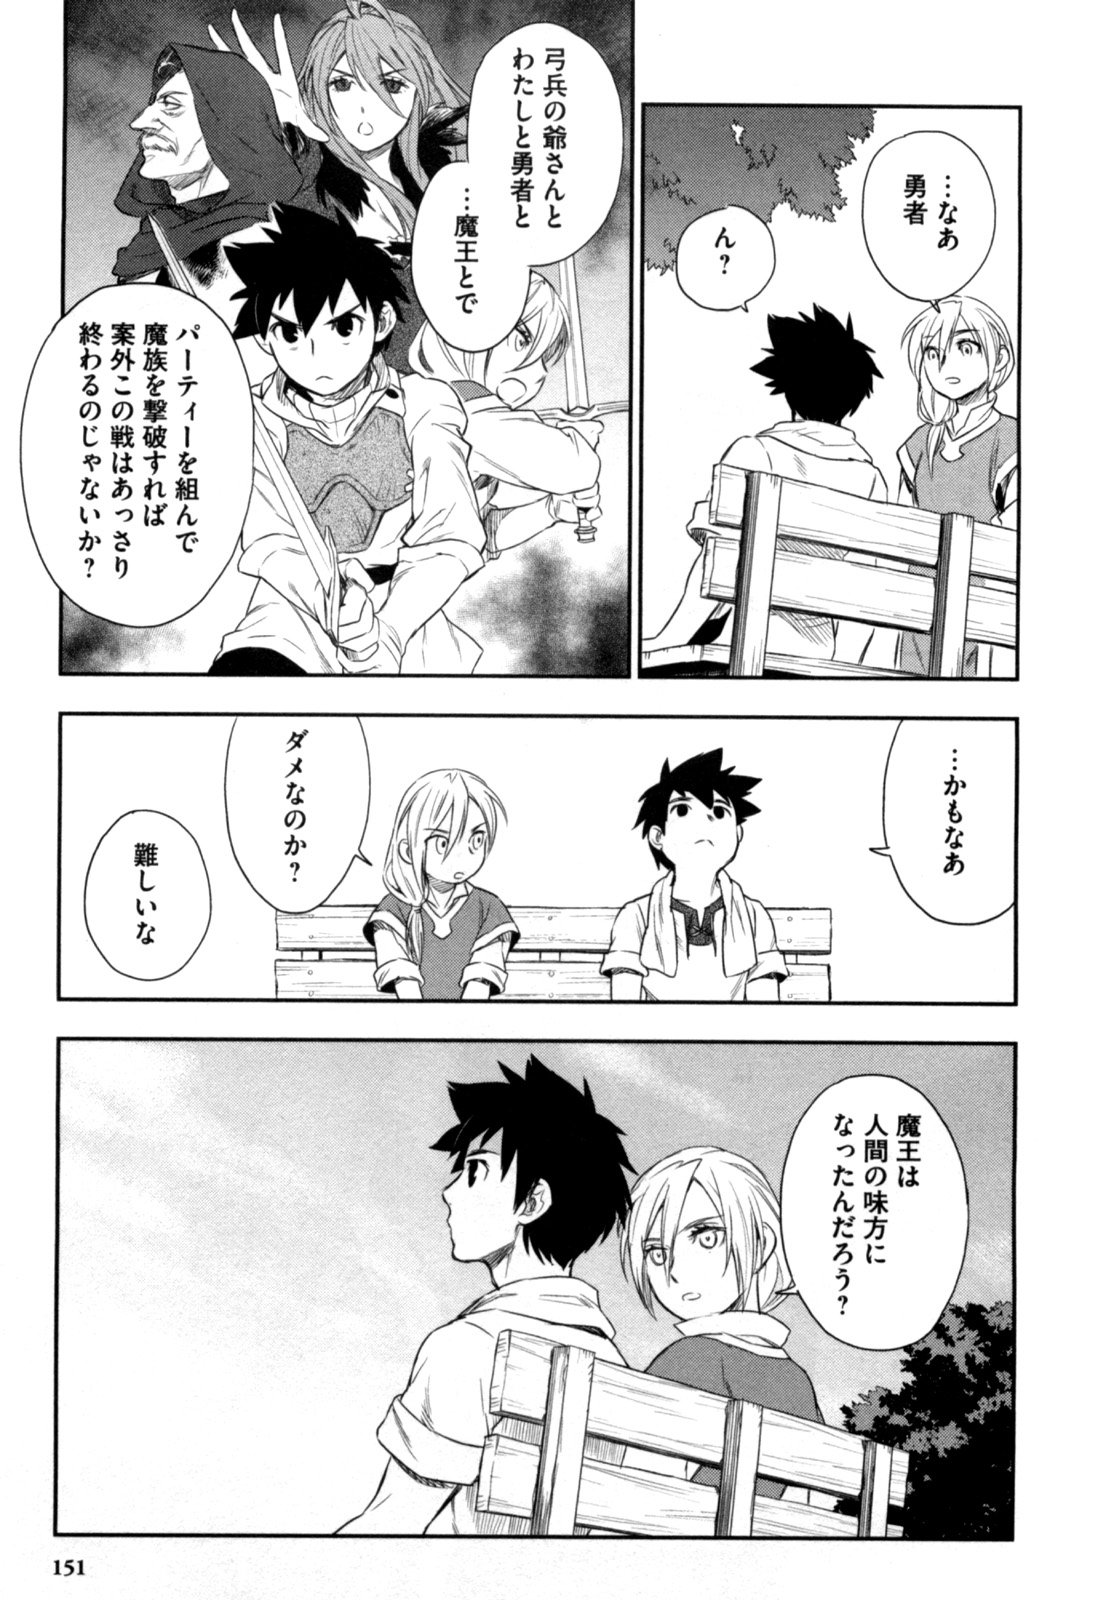 …なあ
勇者
ん？
弓兵の爺さんと
わたしと勇者と
…魔王とで
パーティーを組んで
魔族を撃破すれば
案外この戦はあっさり
終わるのじゃないか？
…かもなあ
ダメなのか？
難しいな
魔王は
人間の味方に
なったんだろう？
151